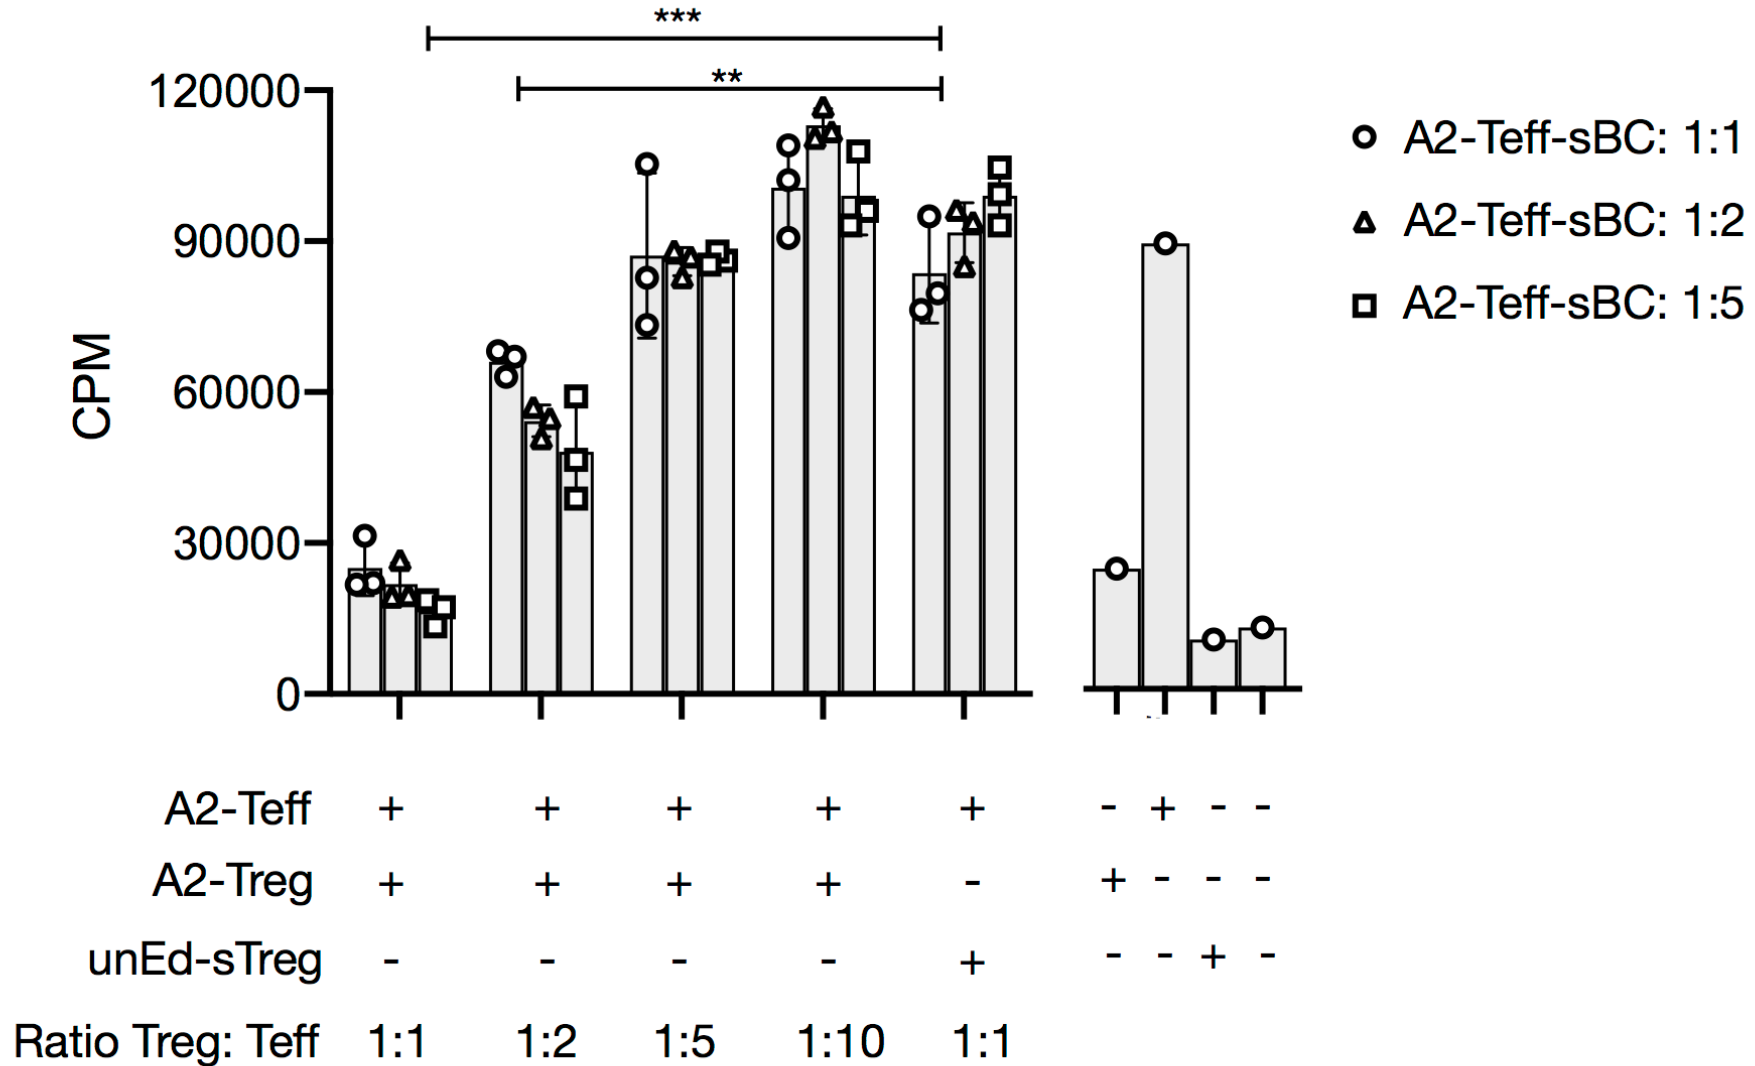 ***
**
120000
90000
60000
30000
0
CPM
A2-Teff-sBC: 1:1
A2-Teff-sBC: 1:2
A2-Teff-sBC: 1:5
A2-Teff + + + + + - + - -
A2-Treg + + + + - + - - -
unEd-sTreg - - - - + - - + -
Ratio Treg: Teff 1:1 1:2 1:5 1:10 1:1